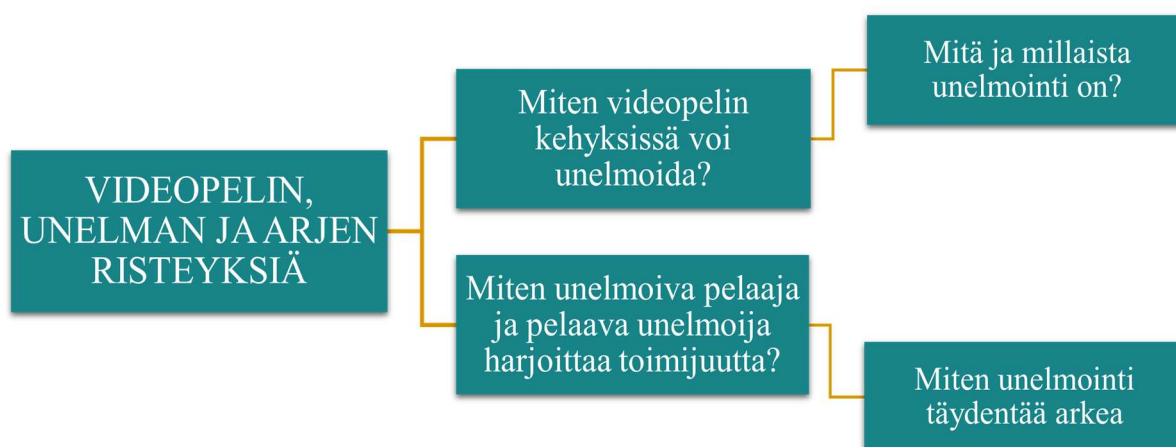 VIDEOPELIN,
UNELMAN JA ARJEN
RISTEYKSIÄ
Miten videopelin
kehyksissä voi
unelmoida?
Mitä ja millaista
unelmointi on?
Miten unelmoiva pelaaja
ja pelaava unelmoija
harjoittaa toimijuutta?
Miten unelmointi
täydentää arkea